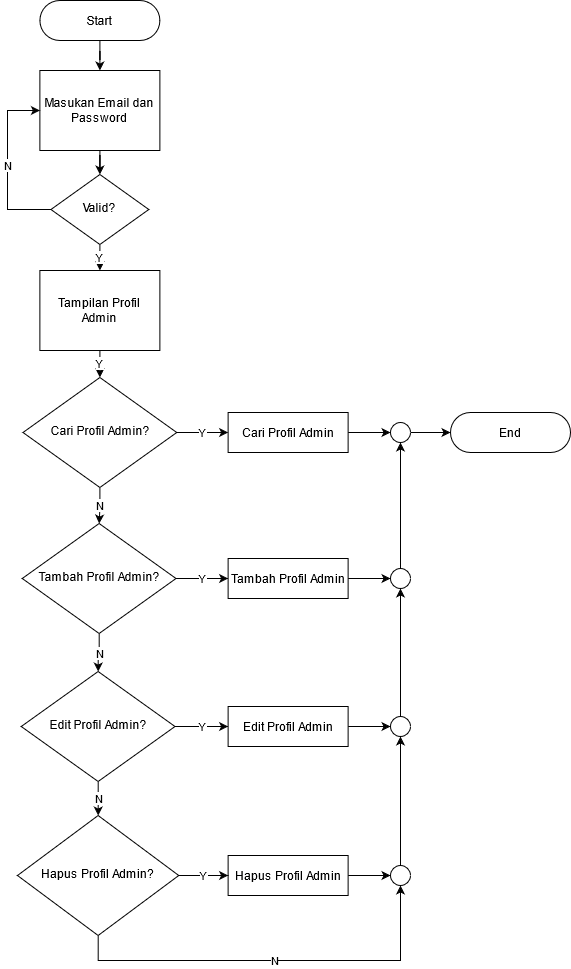 Start
Masukan Email dan
Password
N
Valid?
Y
Tampilan Profil
Admin
Y
Cari Profil Admin?
Y
Cari Profil Admin
End
N
Tambah Profil Admin?
Y
Tambah Profil Admin
N
Edit Profil Admin?
Y
Edit Profil Admin
N
Hapus Profil Admin?
Y
Hapus Profil Admin
N